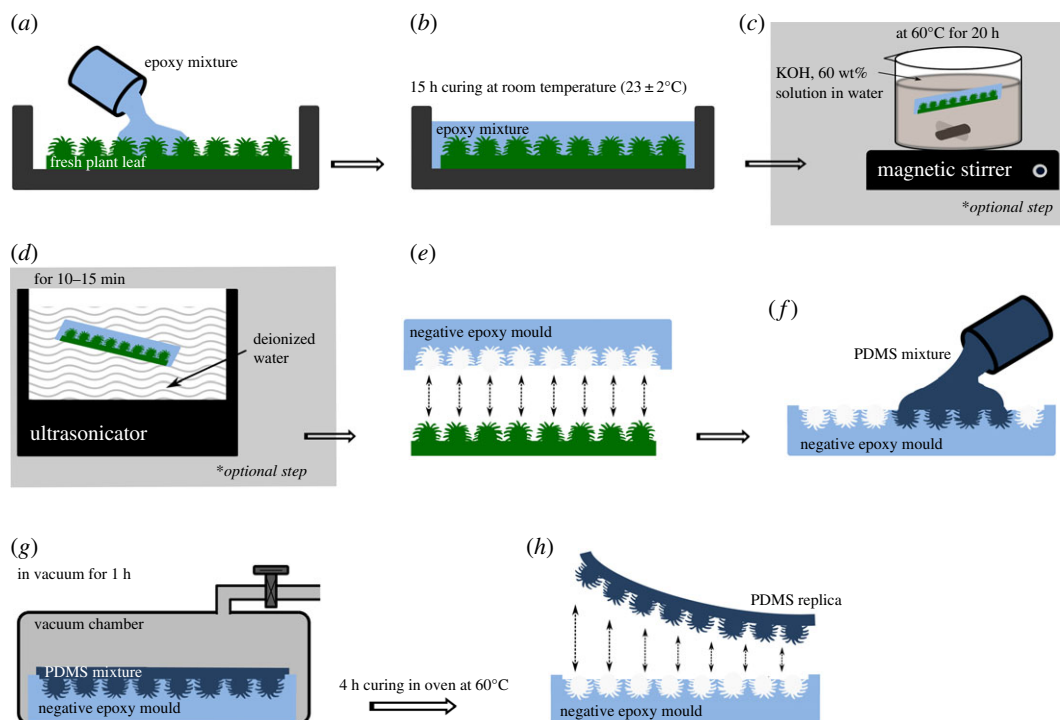 (a)
epoxy mixture
fresh plant leaf
(b)
15 h curing at room temperature (23 ± 2°C)
epoxy mixture
(c)
at 60°C for 20 h
KOH, 60 wt%
solution in water
magnetic stirrer
*optional step
(d)
for 10–15 min
deionized
water
ultrasonicator
*optional step
(e)
negative epoxy mould
(f)
PDMS mixture
negative epoxy mould
(g)
in vacuum for 1 h
vacuum chamber
PDMS mixture
negative epoxy mould
4 h curing in oven at 60°C
(h)
PDMS replica
negative epoxy mould